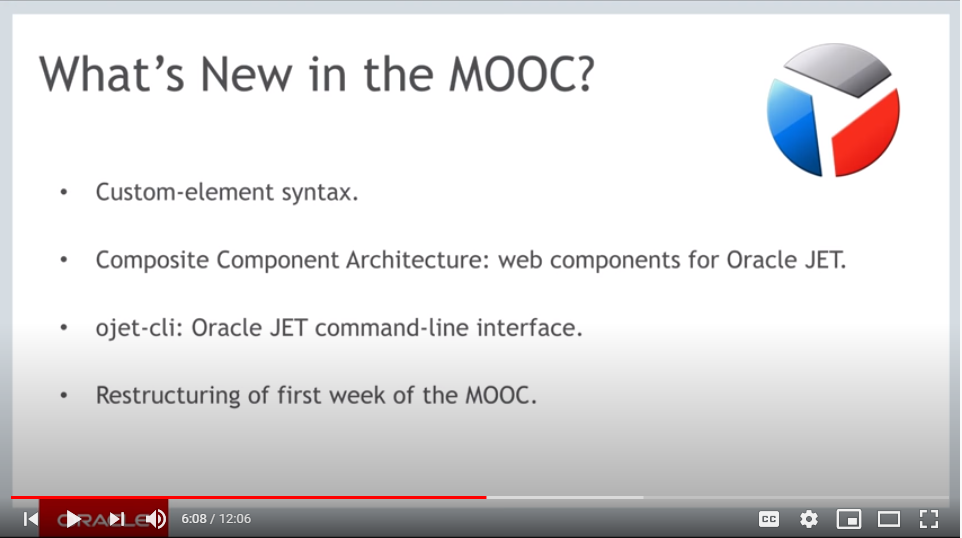 What's New in the MOOC?
• Custom-element syntax.
• Composite Component Architecture: web components for Oracle JET.
• ojet-cli: Oracle JET command-line interface.
• Restructuring of first week of the MOOC.
ORACLE
6:08 / 12:06
CC